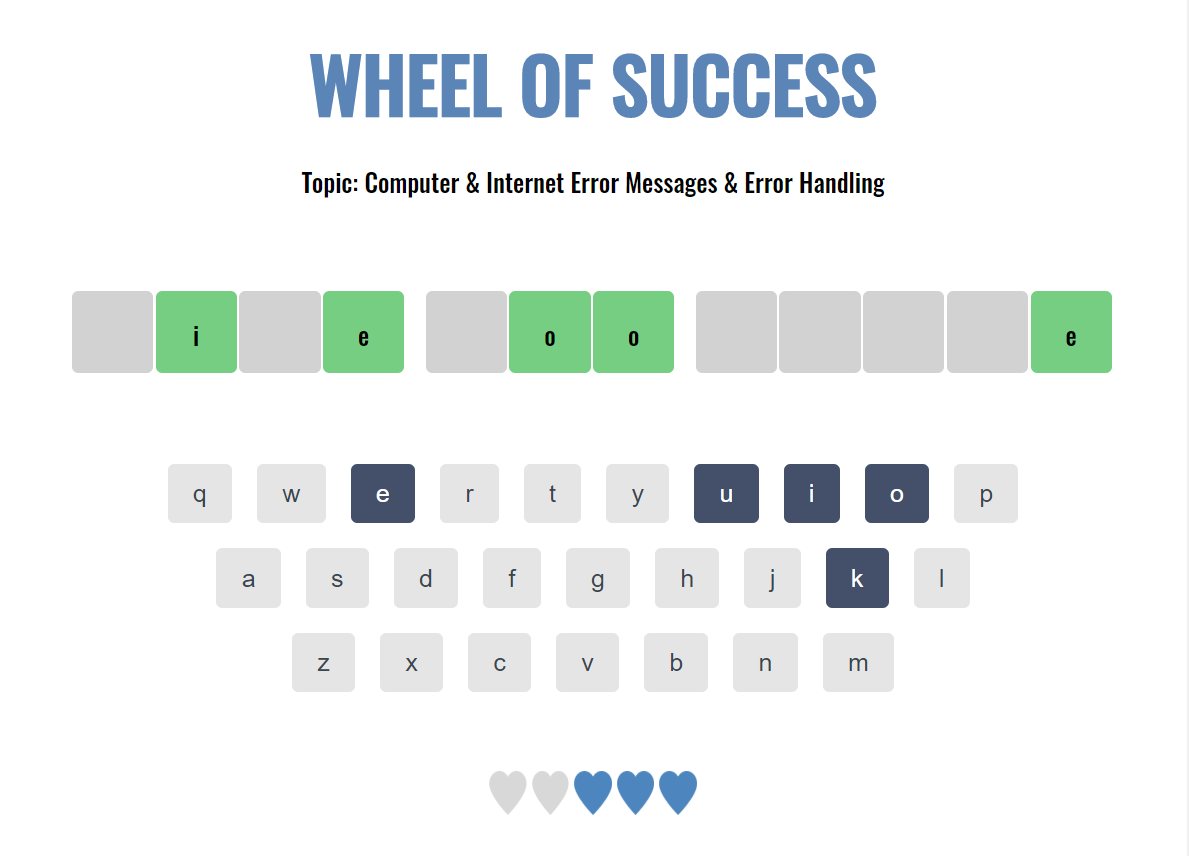 WHEEL OF SUCCESS
Topic: Computer & Internet Error Messages & Error Handling
i e o o e
q w e r t y u i o p
a s d f g h j k l
z x c v b n m